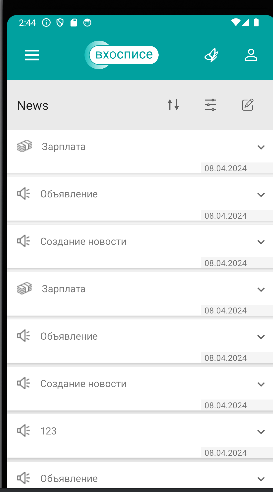 2:44
вхосписе
News
Зарплата
08.04.2024
Объявление
08.04.2024
Создание новости
08.04.2024
Зарплата
08.04.2024
Объявление
08.04.2024
Создание новости
08.04.2024
123
08.04.2024
Объявление